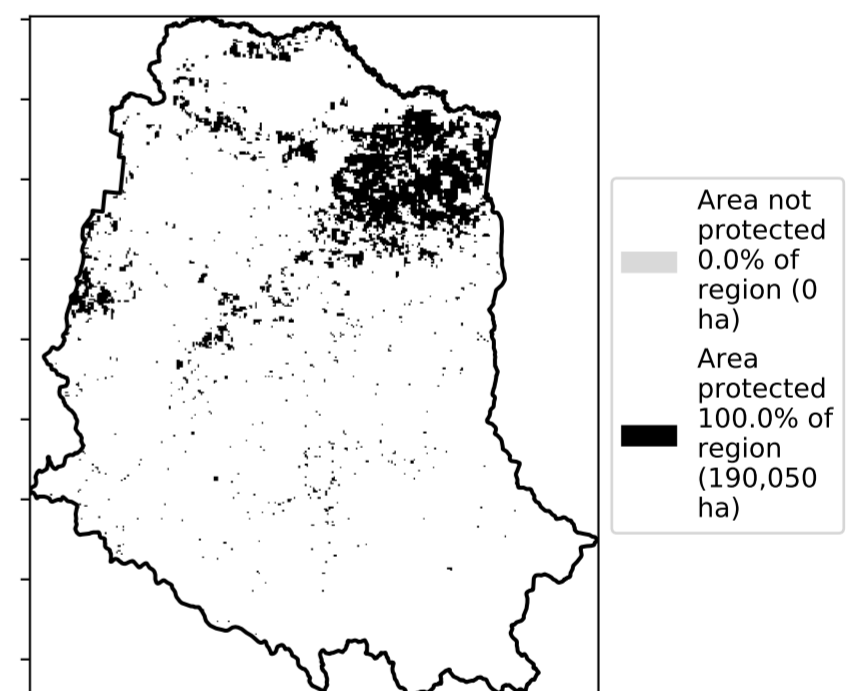 Area not
protected
0.0% of
region (0
ha)
Area
protected
100.0% of
region
(190,050
ha)